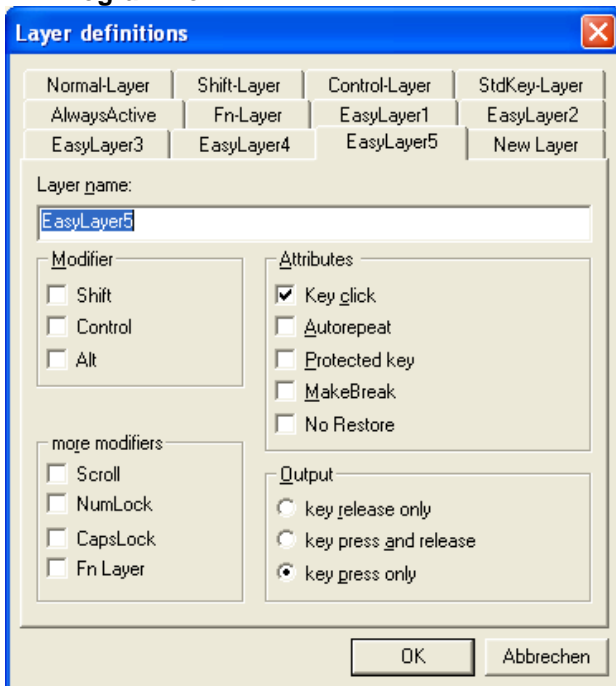 Layer definitions
Normal-Layer Shift-Layer Control-Layer StdKey-Layer
AlwaysActive Fn-Layer EasyLayer1 EasyLayer2
EasyLayer3 EasyLayer4 EasyLayer5 New Layer
Layer name:
EasyLayer5
Modifier
Shift
Control
Alt
more modifiers
Scroll
NumLock
CapsLock
Fn Layer
Attributes
Key click
Autorepeat
Protected key
MakeBreak
No Restore
Output
key release only
key press and release
key press only
OK Abbrechen